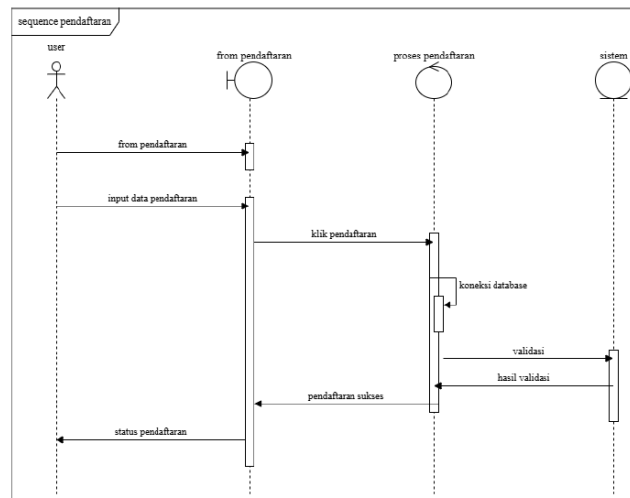 sequence pendaftaran
user
from pendaftaran
proses pendaftaran
sistem
from pendaftaran
input data pendaftaran
klik pendaftaran
koneksi database
validasi
hasil validasi
pendaftaran sukses
status pendaftaran